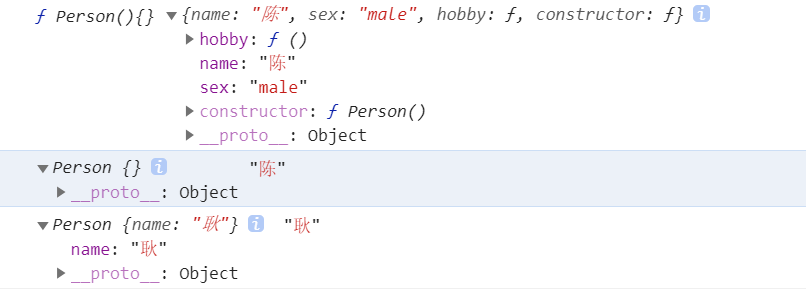 ƒ Person(){} ▼{name: "陈", sex: "male", hobby: ƒ, constructor: ƒ} i
▶ hobby: ƒ ()
name: "陈"
sex: "male"
▶ constructor: ƒ Person()
▶ __proto__: Object
▼Person {} i "陈"
▶ __proto__: Object
▼Person {name: "耿"} i "耿"
name: "耿"
▶ __proto__: Object